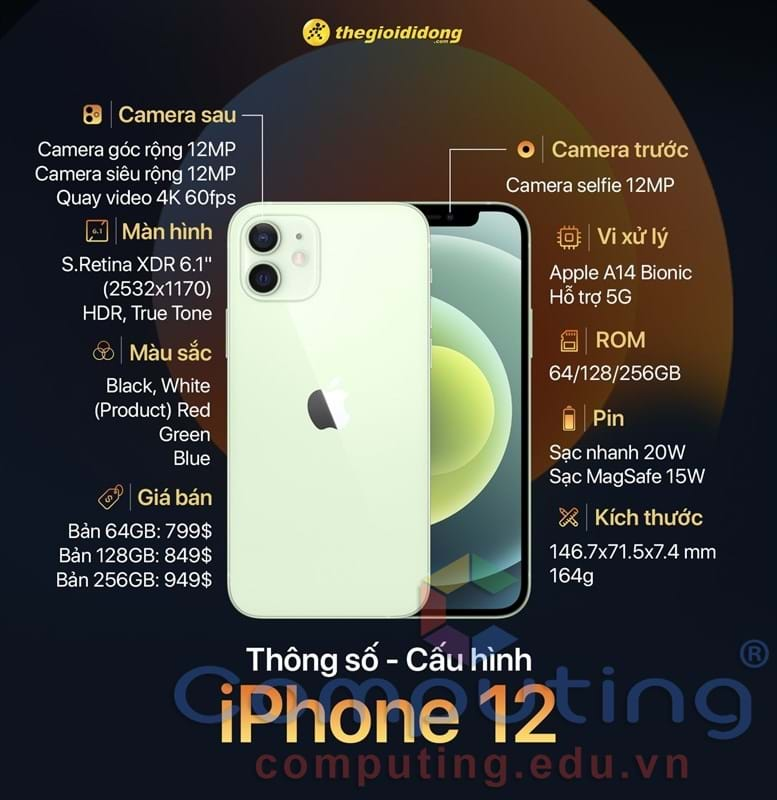 thegioididong
.com
Camera sau
Camera góc rộng 12MP
Camera siêu rộng 12MP
Quay video 4K 60fps
6.1
Màn hình
S.Retina XDR 6.1"
(2532x1170)
HDR, True Tone
Màu sắc
Black, White
(Product) Red
Green
Blue
Giá bán
Bản 64GB: 799$
Bản 128GB: 849$
Bản 256GB: 949$
Camera trước
Camera selfie 12MP
Vi xử lý
Apple A14 Bionic
Hỗ trợ 5G
ROM
64/128/256GB
Pin
Sạc nhanh 20W
Sạc MagSafe 15W
Kích thước
146.7x71.5x7.4 mm
164g
Thông số - Cấu hình
iPhone 12
Computing®
computing.edu.vn